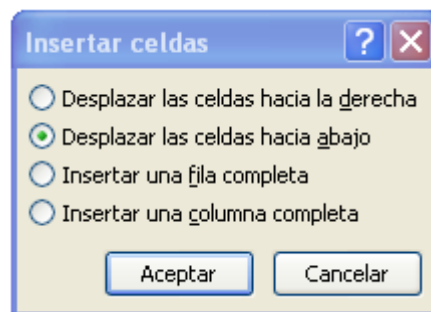 Insertar celdas
Desplazar las celdas hacia la derecha
Desplazar las celdas hacia abajo
Insertar una fila completa
Insertar una columna completa
Aceptar Cancelar